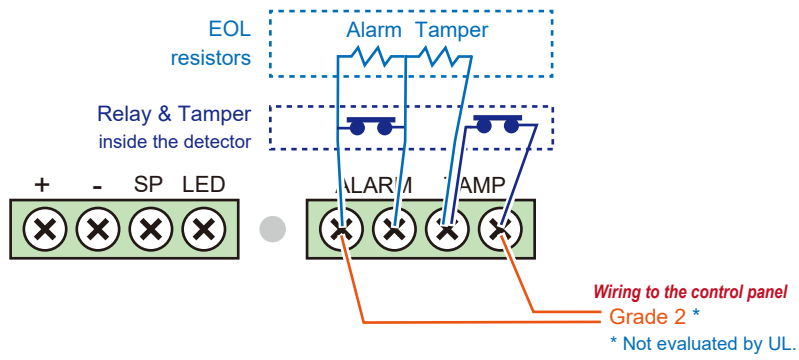 EOL
resistors
Alarm Tamper
Relay & Tamper
inside the detector
+ - SP LED
ALARM TAMP
Wiring to the control panel
Grade 2 *
* Not evaluated by UL.